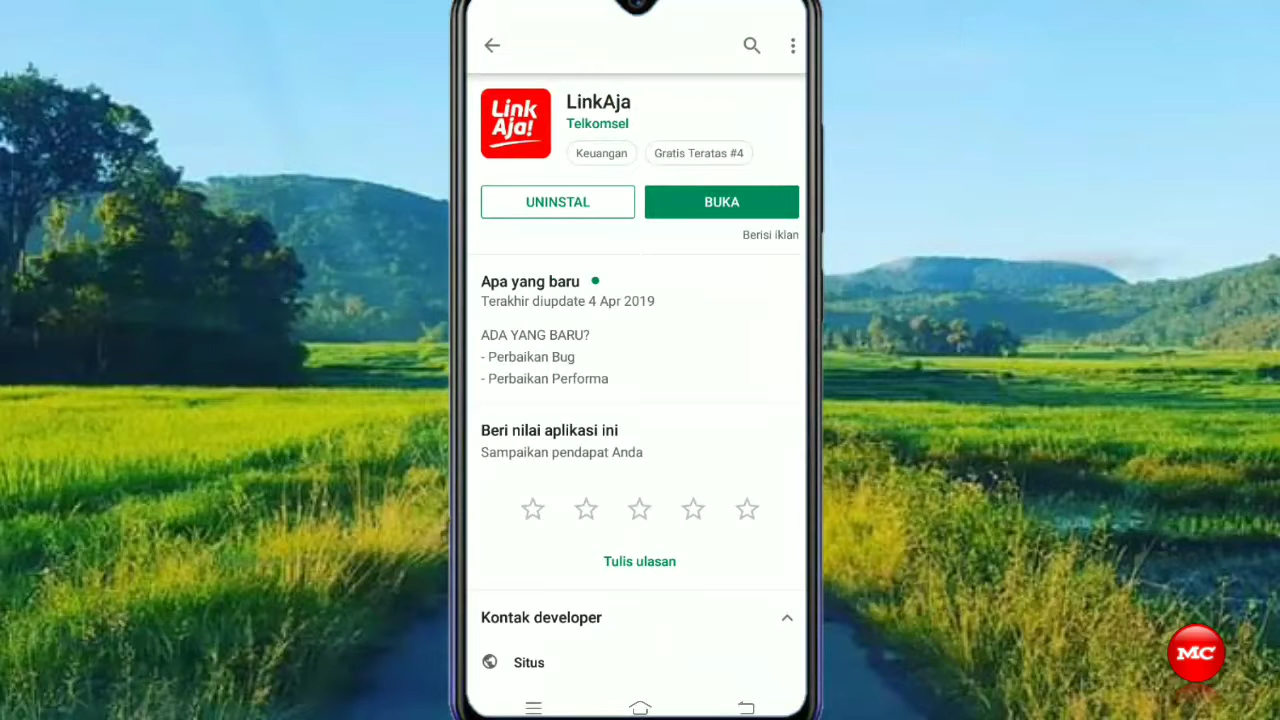 Link
Aja!
LinkAja
Telkomsel
Keuangan
Gratis Teratas #4
UNINSTAL
BUKA
Berisi iklan
Apa yang baru
Terakhir diupdate 4 Apr 2019
ADA YANG BARU?
- Perbaikan Bug
- Perbaikan Performa
Beri nilai aplikasi ini
Sampaikan pendapat Anda
Tulis ulasan
Kontak developer
Situs
MC